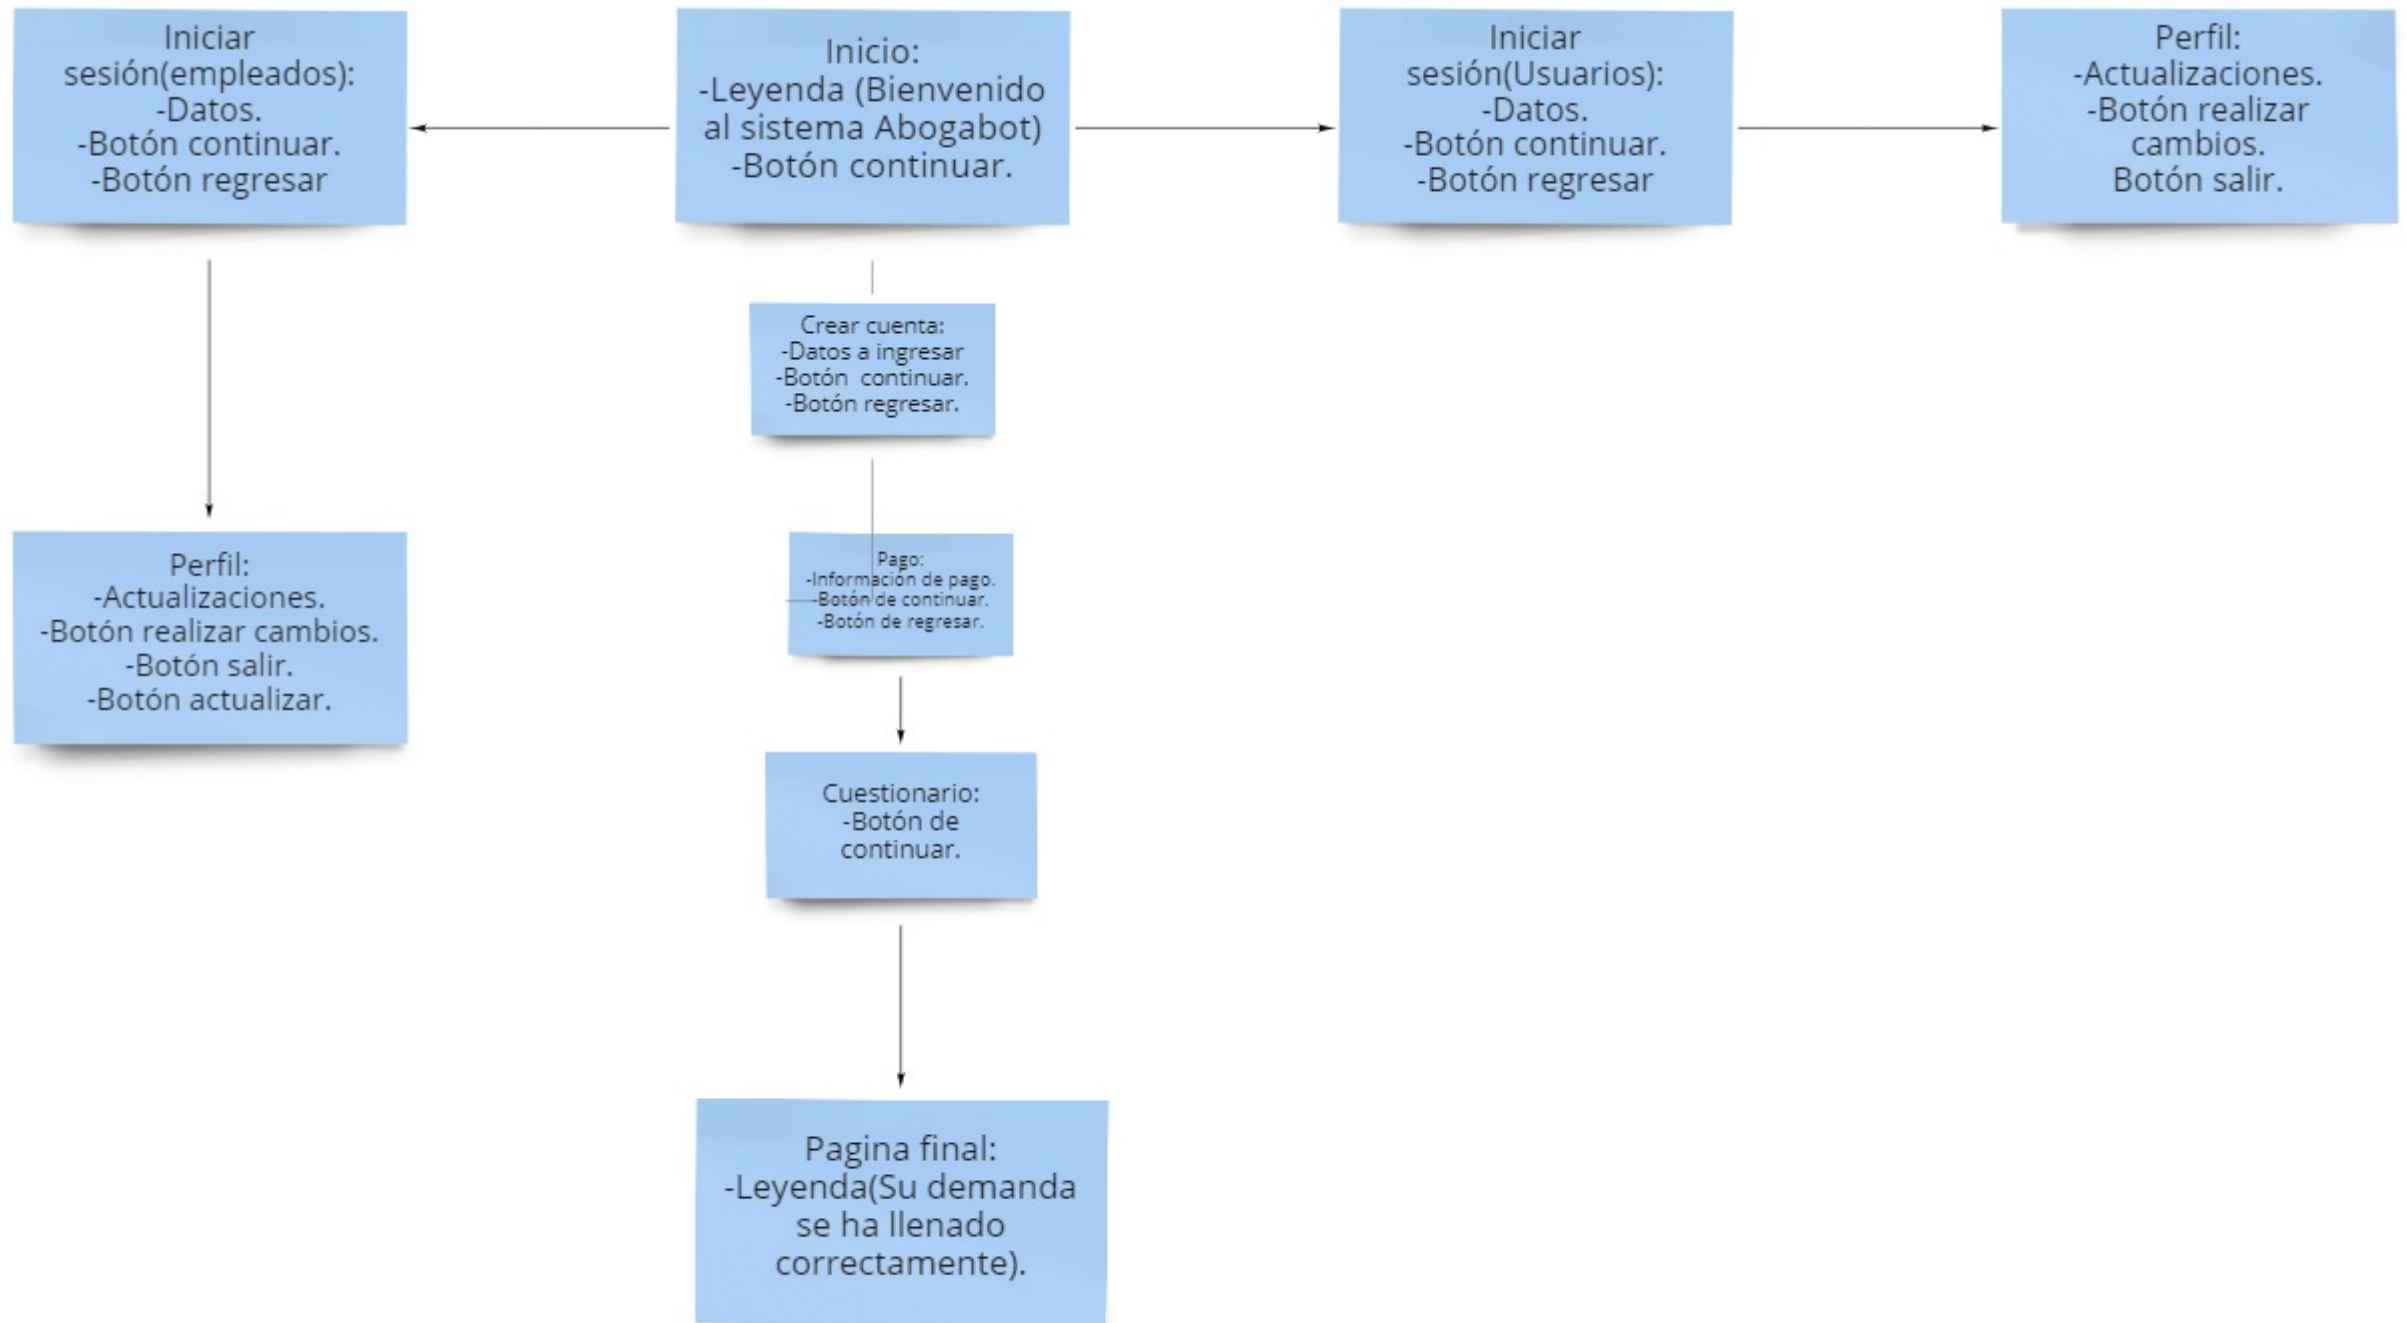 Iniciar
sesión(empleados):
-Datos.
-Botón continuar.
-Botón regresar
Inicio:
-Leyenda (Bienvenido
al sistema Abogabot)
-Botón continuar.
Iniciar
sesión(Usuarios):
-Datos.
-Botón continuar.
-Botón regresar
Perfil:
-Actualizaciones.
-Botón realizar
cambios.
Botón salir.
Crear cuenta:
-Datos a ingresar
-Botón  continuar.
-Botón regresar.
Perfil:
-Actualizaciones.
-Botón realizar cambios.
-Botón salir.
-Botón actualizar.
Pago:
-Información de pago.
-Botón de continuar.
-Botón de regresar.
Cuestionario:
-Botón de
continuar.
Pagina final:
-Leyenda(Su demanda
se ha llenado
correctamente).